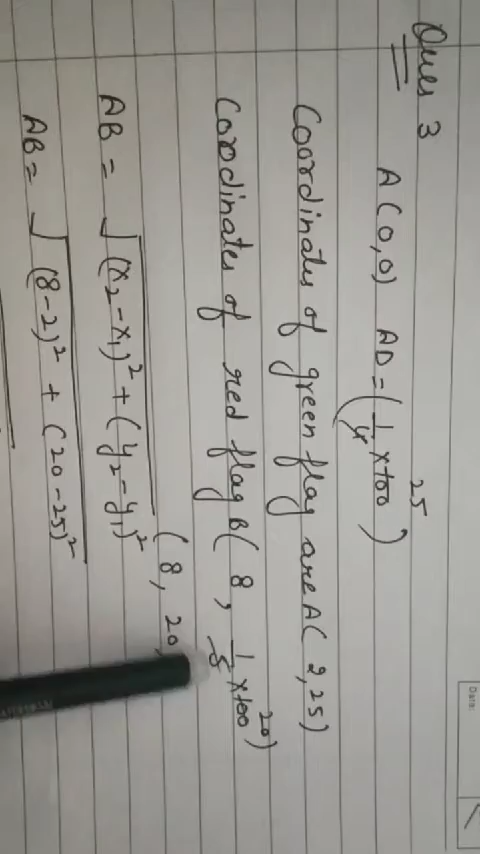 Date:
Ques 3
A(0,0) AD = (1/4 x 100) 25
Coordinates of green flag are A(2,25)
Corodinates of red flag B(8, 1/5 x 100) 20
(8, 20
AB = √(x₂-x₁)² + (y₂-y₁)²
AB = √(8-2)² + (20-25)²